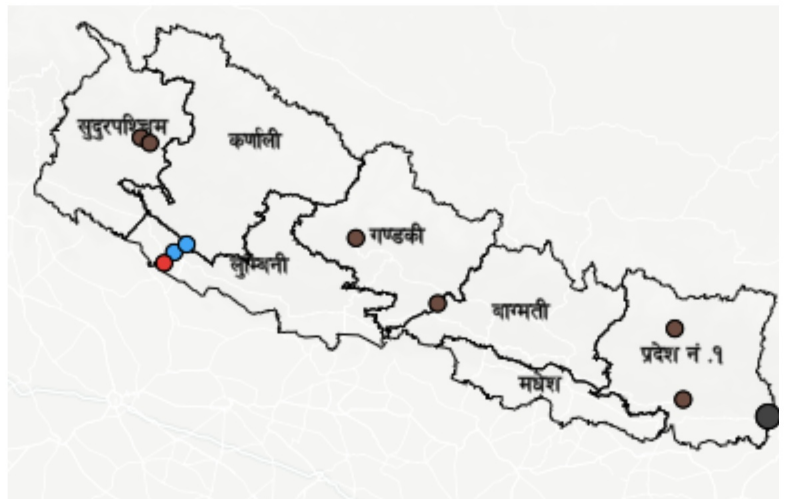 सुदुरपश्चिम
कर्णाली
गण्डकी
लुम्बिनी
बाग्मती
प्रदेश नं .१
मधेश